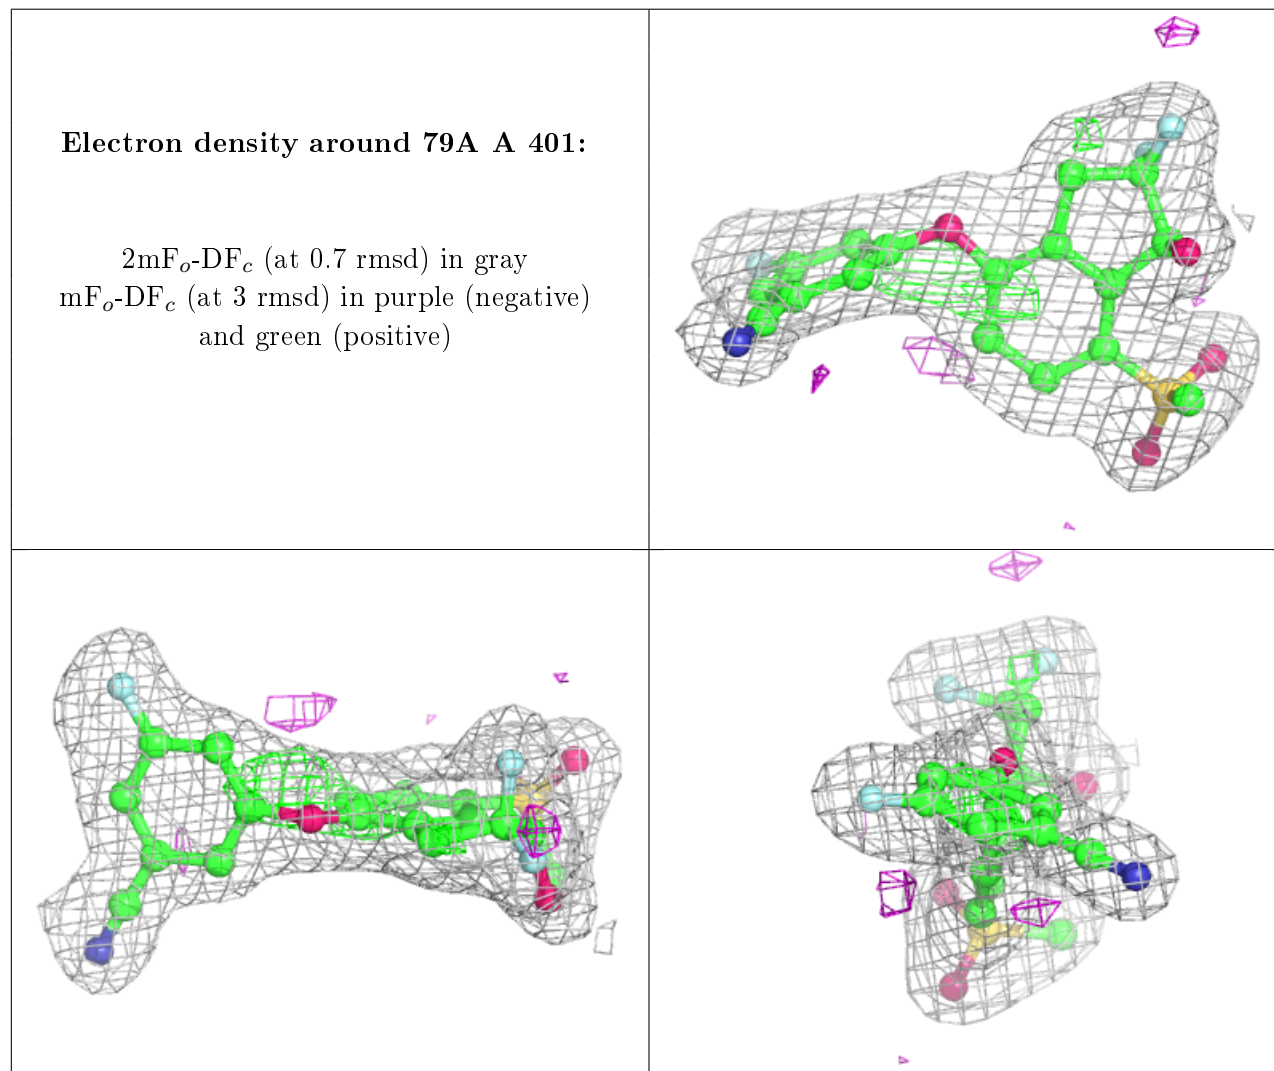 Electron density around 79A A 401:
2mFo-DFc (at 0.7 rmsd) in gray
mFo-DFc (at 3 rmsd) in purple (negative)
and green (positive)